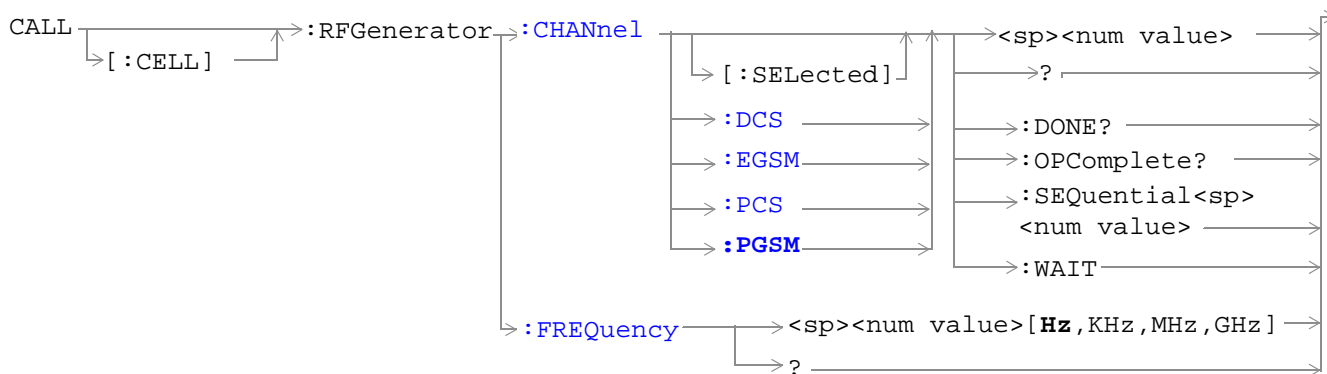 CALL :RFGenerator :CHANnel <sp><num value>
[:CELL]
[:SELected] ?
:DCS :DONE?
:EGSM :OPComplete?
:PCS :SEQuential<sp>
<num value>
:PGSM
:WAIT
:FREQuency <sp><num value>[Hz,KHz,MHz,GHz]
?